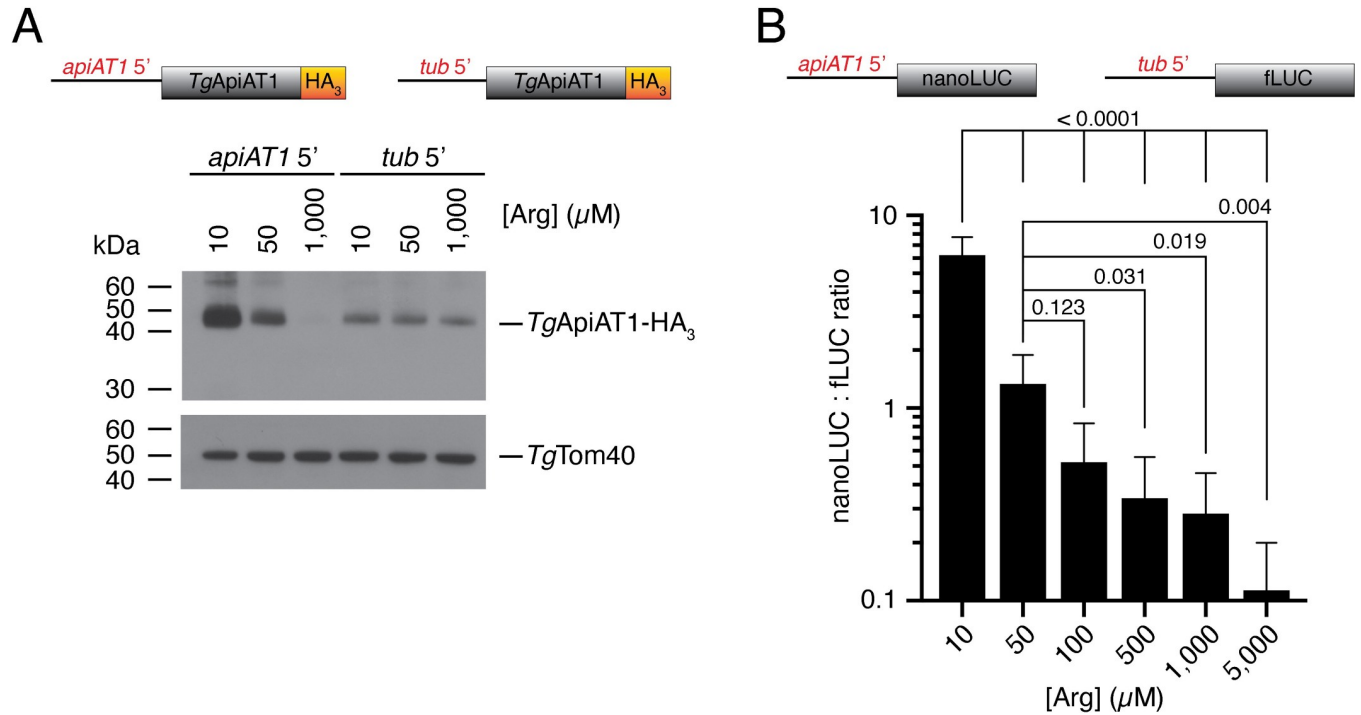 A
apiAT1 5’
TgApiAT1
HA3
tub 5’
TgApiAT1
HA3
apiAT1 5’
tub 5’
10
50
1,000
10
50
1,000
[Arg] (µM)
kDa
60
50
40
30
TgApiAT1-HA3
60
50
40
TgTom40
B
apiAT1 5’
nanoLUC
tub 5’
fLUC
< 0.0001
0.004
0.019
0.031
0.123
nanoLUC : fLUC ratio
10
1
0.1
10
50
100
500
1,000
5,000
[Arg] (µM)